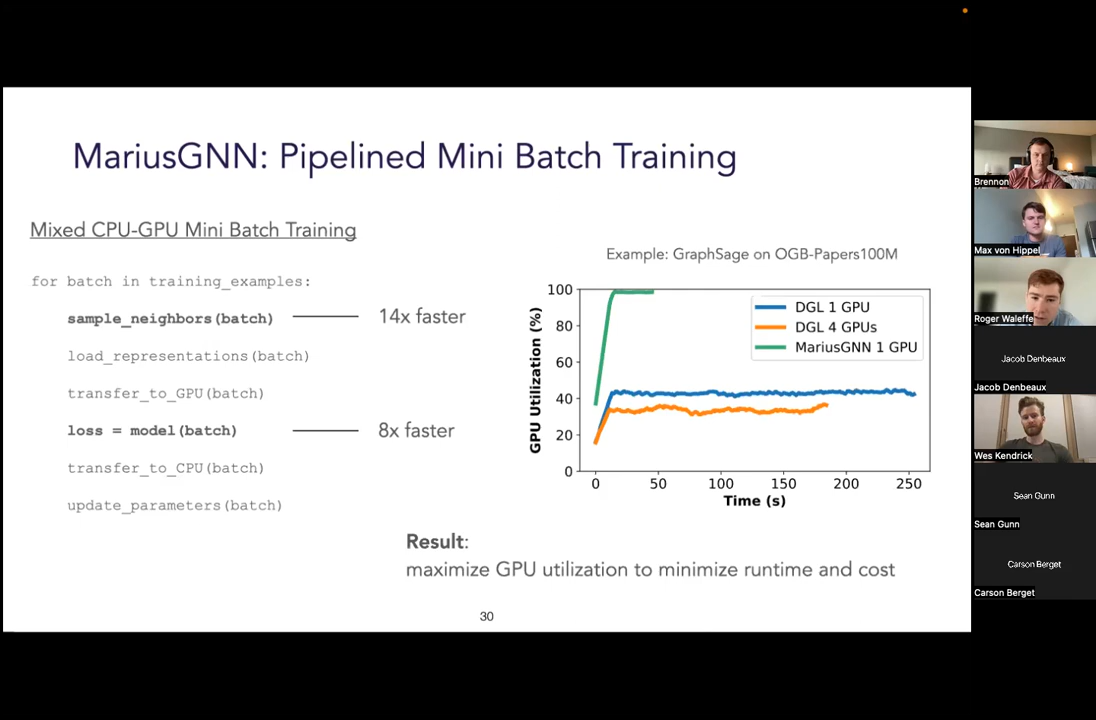 MariusGNN: Pipelined Mini Batch Training
Mixed CPU-GPU Mini Batch Training
for batch in training_examples:
sample_neighbors(batch)
14x faster
load_representations(batch)
transfer_to_GPU(batch)
loss = model(batch)
8x faster
transfer_to_CPU(batch)
update_parameters(batch)
Example: GraphSage on OGB-Papers100M
GPU Utilization (%)
100
80
60
40
20
0
DGL 1 GPU
DGL 4 GPUs
MariusGNN 1 GPU
0 50 100 150 200 250
Time (s)
Result:
maximize GPU utilization to minimize runtime and cost
30
Brennon
Max von Hippel
Roger Waleffe
Jacob Denbeaux
Jacob Denbeaux
Wes Kendrick
Sean Gunn
Sean Gunn
Carson Berget
Carson Berget